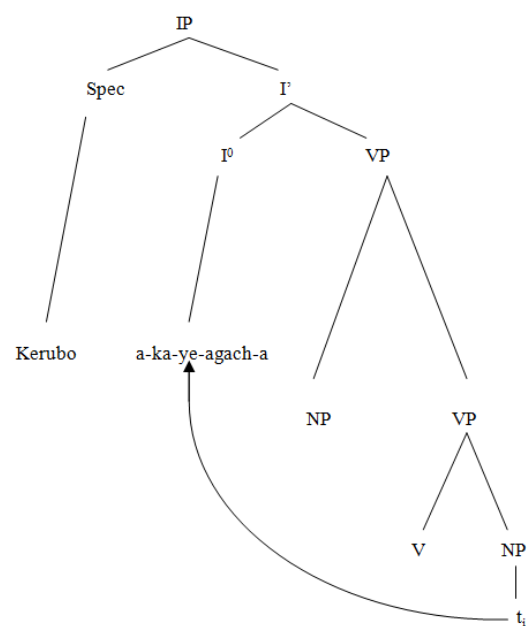 IP
Spec I’
I⁰ VP
Kerubo a-ka-ye-agach-a
NP VP
V NP
tᵢ